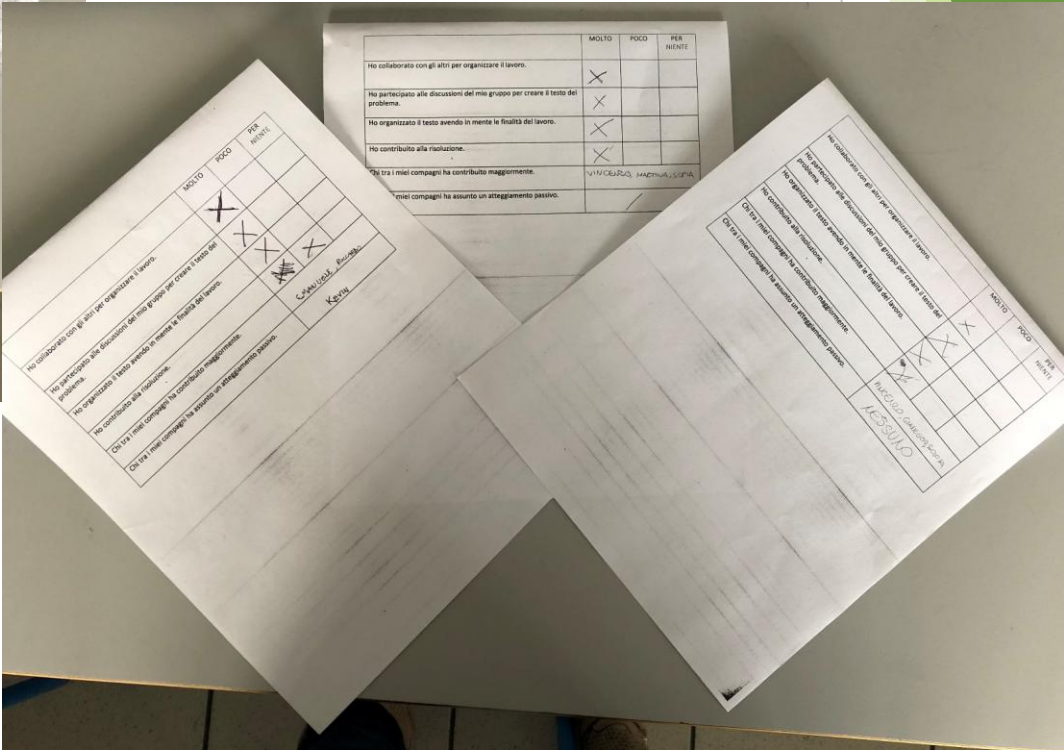 MOLTO POCO PER
NIENTE
Ho collaborato con gli altri per organizzare il lavoro.
X
Ho partecipato alle discussioni del mio gruppo per creare il testo del
problema.
X
Ho organizzato il testo avendo in mente le finalità del lavoro.
X
Ho contribuito alla risoluzione.
X
Chi tra i miei compagni ha contribuito maggiormente.
VINCENZO, SOFIA
miei compagni ha assunto un atteggiamento passivo.
/
MOLTO POCO PER
NIENTE
Ho collaborato con gli altri per organizzare il lavoro.
X
Ho partecipato alle discussioni del mio gruppo per creare il testo del
problema.
X
Ho organizzato il testo avendo in mente le finalità del lavoro.
X
Ho contribuito alla risoluzione.
X
Chi tra i miei compagni ha contribuito maggiormente.
EMANUELE,
Chi tra i miei compagni ha assunto un atteggiamento passivo.
KEVIN
MOLTO POCO PER
NIENTE
Ho collaborato con gli altri per organizzare il lavoro.
X
Ho partecipato alle discussioni del mio gruppo per creare il testo del
problema.
X
Ho organizzato il testo avendo in mente le finalità del lavoro.
X
Ho contribuito alla risoluzione.
X
Chi tra i miei compagni ha contribuito maggiormente.
Chi tra i miei compagni ha assunto un atteggiamento passivo.
NESSUNO